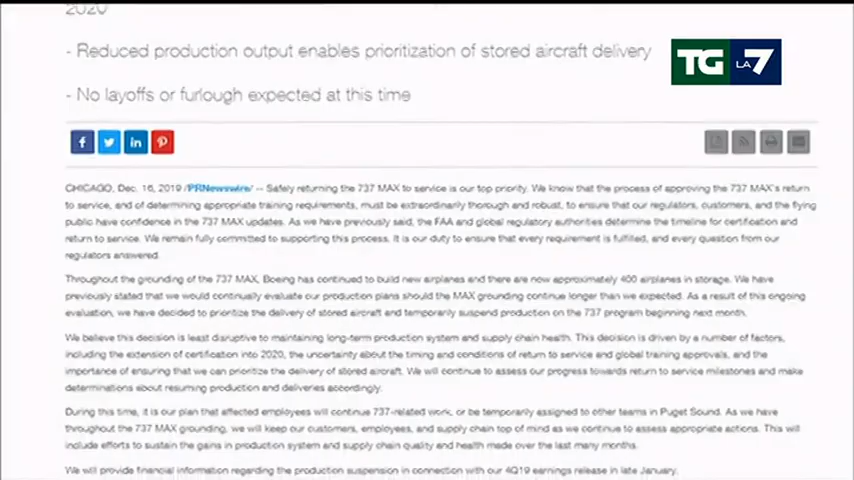 2020
- Reduced production output enables prioritization of stored aircraft delivery
TG LA 7
- No layoffs or furlough expected at this time
CHICAGO, Dec. 16, 2019 /PRNewswire/ -- Safely returning the 737 MAX to service is our top priority. We know that the process of approving the 737 MAX's return
to service, and of determining appropriate training requirements, must be extraordinarily thorough and robust, to ensure that our regulators, customers, and the flying
public have confidence in the 737 MAX updates. As we have previously said, the FAA and global regulatory authorities determine the timeline for certification and
return to service. We remain fully committed to supporting this process. It is our duty to ensure that every requirement is fulfilled, and every question from our
regulators answered.
Throughout the grounding of the 737 MAX, Boeing has continued to build new airplanes and there are now approximately 400 airplanes in storage. We have
previously stated that we would continually evaluate our production plans should the MAX grounding continue longer than we expected. As a result of this ongoing
evaluation, we have decided to prioritize the delivery of stored aircraft and temporarily suspend production on the 737 program beginning next month.
We believe this decision is least disruptive to maintaining long-term production system and supply chain health. This decision is driven by a number of factors,
including the extension of certification into 2020, the uncertainty about the timing and conditions of return to service and global training approvals, and the
importance of ensuring that we can prioritize the delivery of stored aircraft. We will continue to assess our progress towards return to service milestones and make
determinations about resuming production and deliveries accordingly.
During this time, it is our plan that affected employees will continue 737-related work, or be temporarily assigned to other teams in Puget Sound. As we have
throughout the 737 MAX grounding, we will keep our customers, employees, and supply chain top of mind as we continue to assess appropriate actions. This will
include efforts to sustain the gains in production system and supply chain quality and health made over the last many months.
We will provide financial information regarding the production suspension in connection with our 4Q19 earnings release in late January.